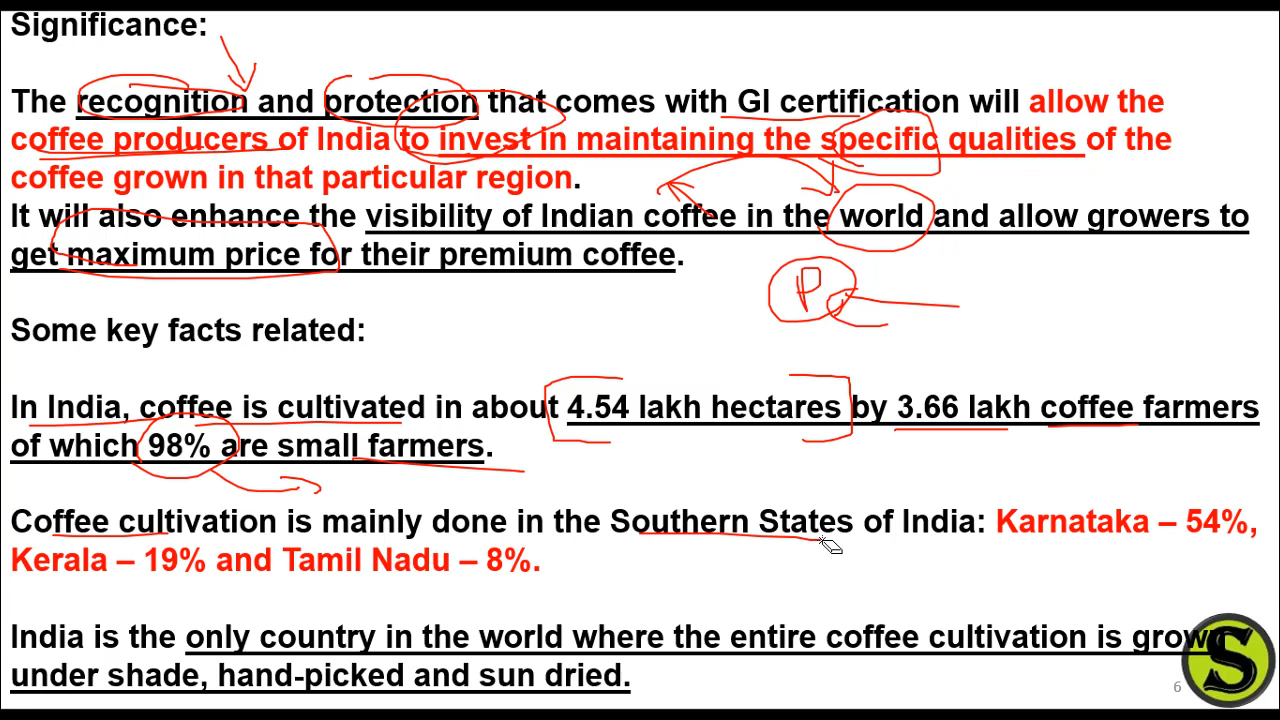 Significance:
The recognition and protection that comes with GI certification will allow the
coffee producers of India to invest in maintaining the specific qualities of the
coffee grown in that particular region.
It will also enhance the visibility of Indian coffee in the world and allow growers to
get maximum price for their premium coffee.
P
Some key facts related:
In India, coffee is cultivated in about 4.54 lakh hectares by 3.66 lakh coffee farmers
of which 98% are small farmers.
Coffee cultivation is mainly done in the Southern States of India: Karnataka – 54%,
Kerala – 19% and Tamil Nadu – 8%.
India is the only country in the world where the entire coffee cultivation is grown
under shade, hand-picked and sun dried.
S
6